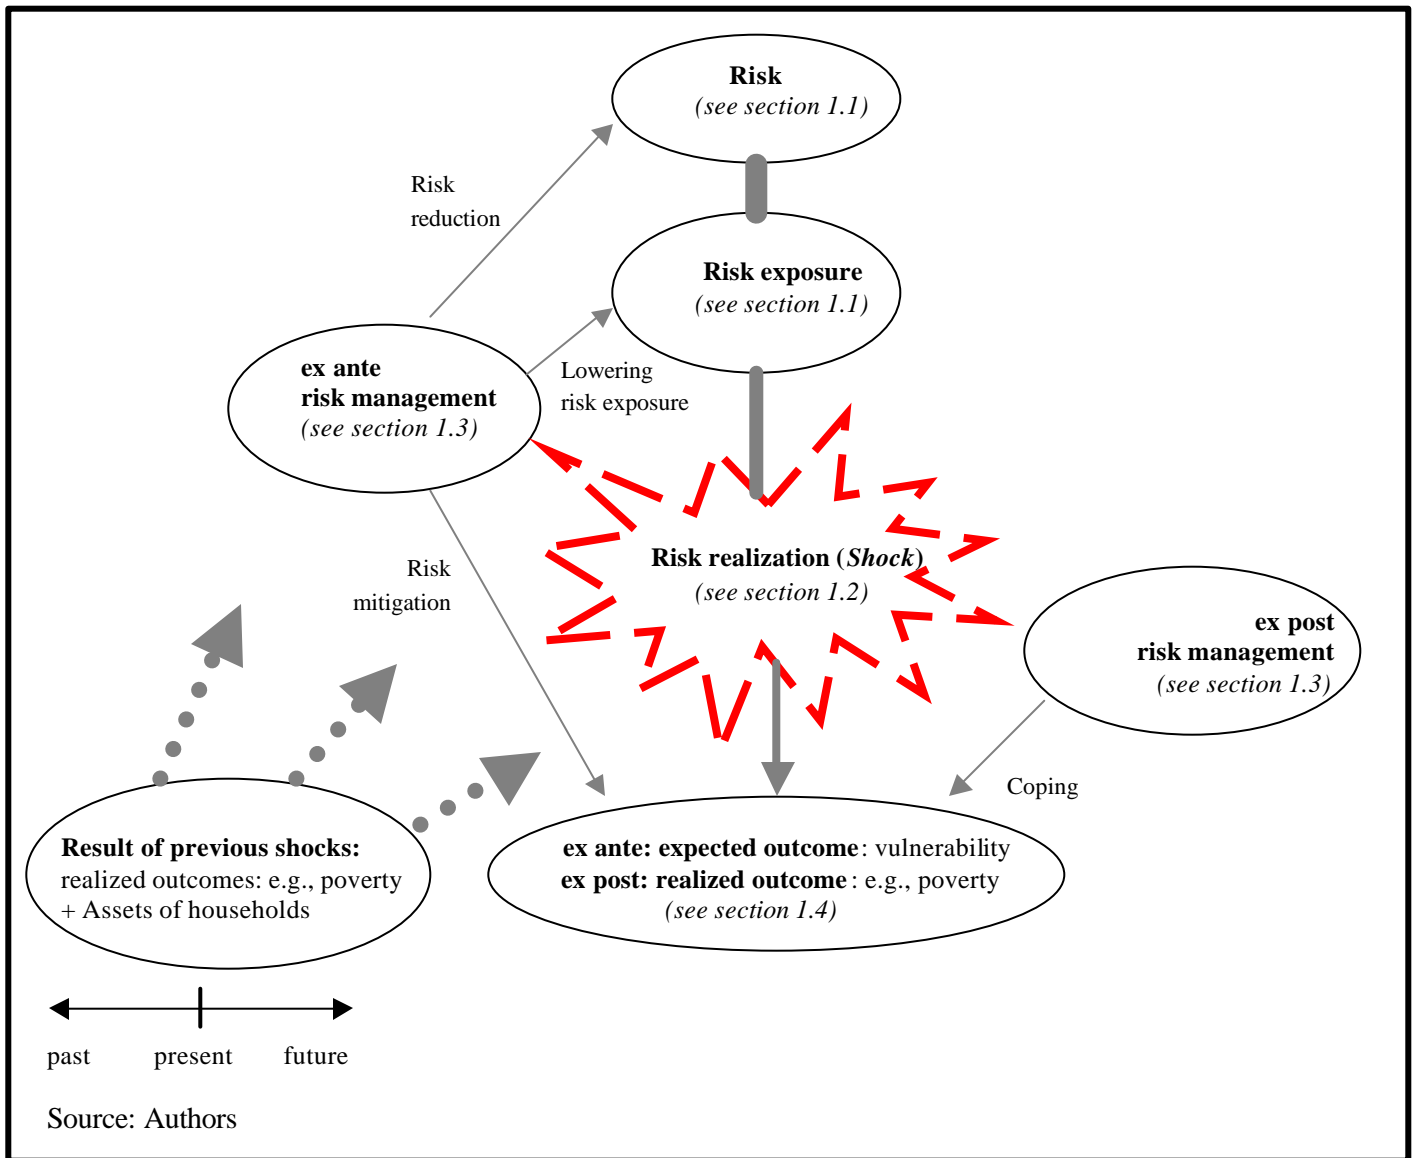 Risk
(see section 1.1)
Risk
reduction
Risk exposure
(see section 1.1)
ex ante
risk management
(see section 1.3)
Lowering
risk exposure
Risk realization (Shock)
(see section 1.2)
Risk
mitigation
ex post
risk management
(see section 1.3)
Coping
Result of previous shocks:
realized outcomes: e.g., poverty
+ Assets of households
ex ante: expected outcome: vulnerability
ex post: realized outcome: e.g., poverty
(see section 1.4)
past present future
Source: Authors